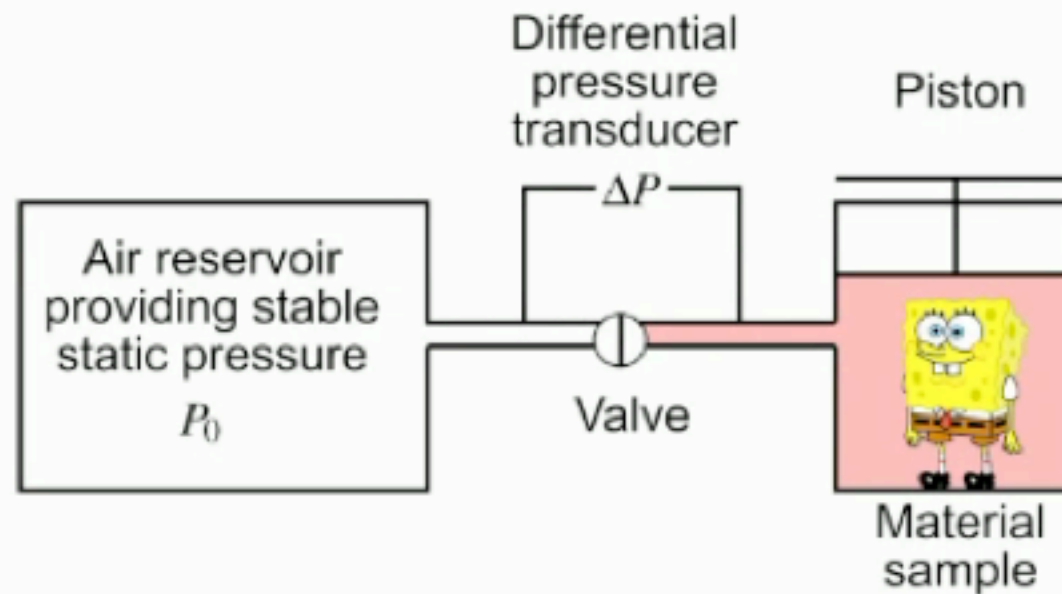 Differential
pressure
transducer
Piston
ΔP
Air reservoir
providing stable
static pressure
P₀
Valve
Material
sample